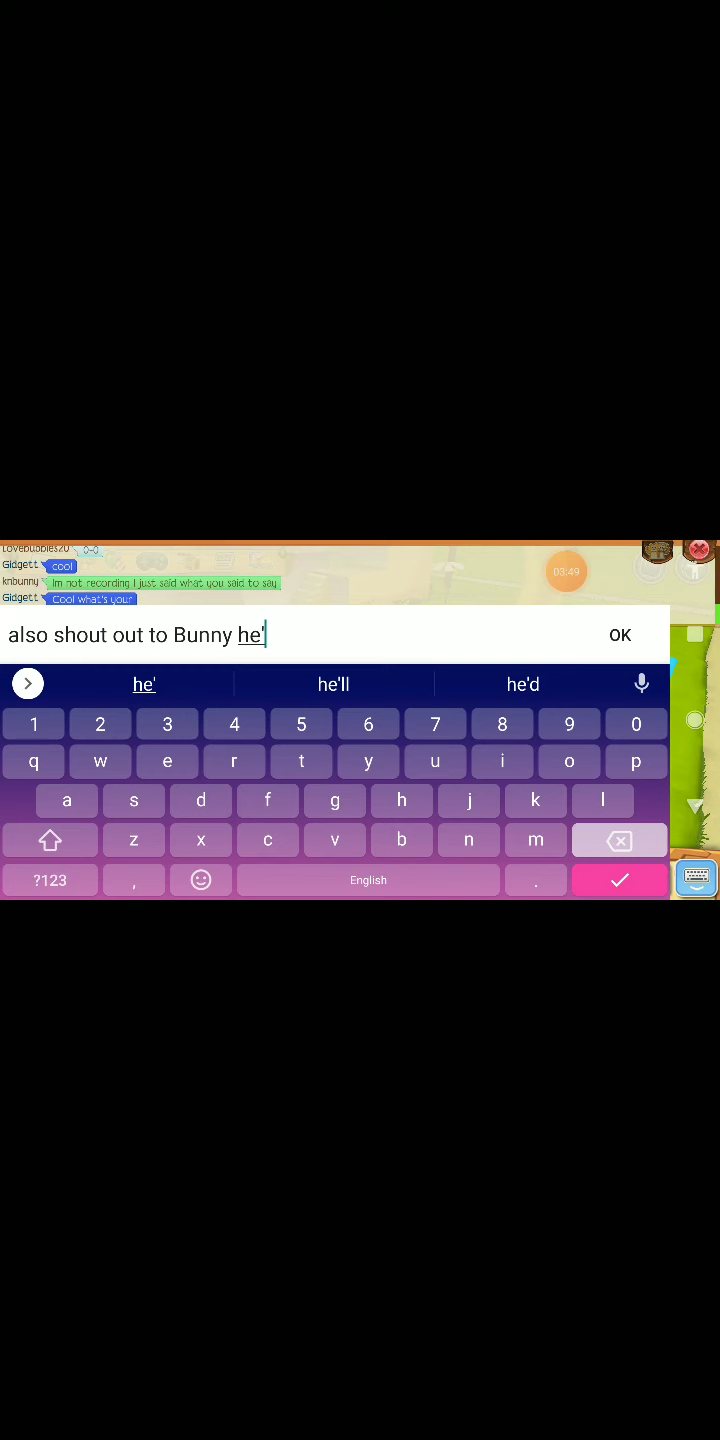 Lovebubbles20 0-0
Gidgett cool
knbunny Im not recording I just said what you said to say
03:49
Gidgett Cool what's your
also shout out to Bunny he' OK
he' he'll he'd
1 2 3 4 5 6 7 8 9 0
q w e r t y u i o p
a s d f g h j k l
z x c v b n m
?123 , English .